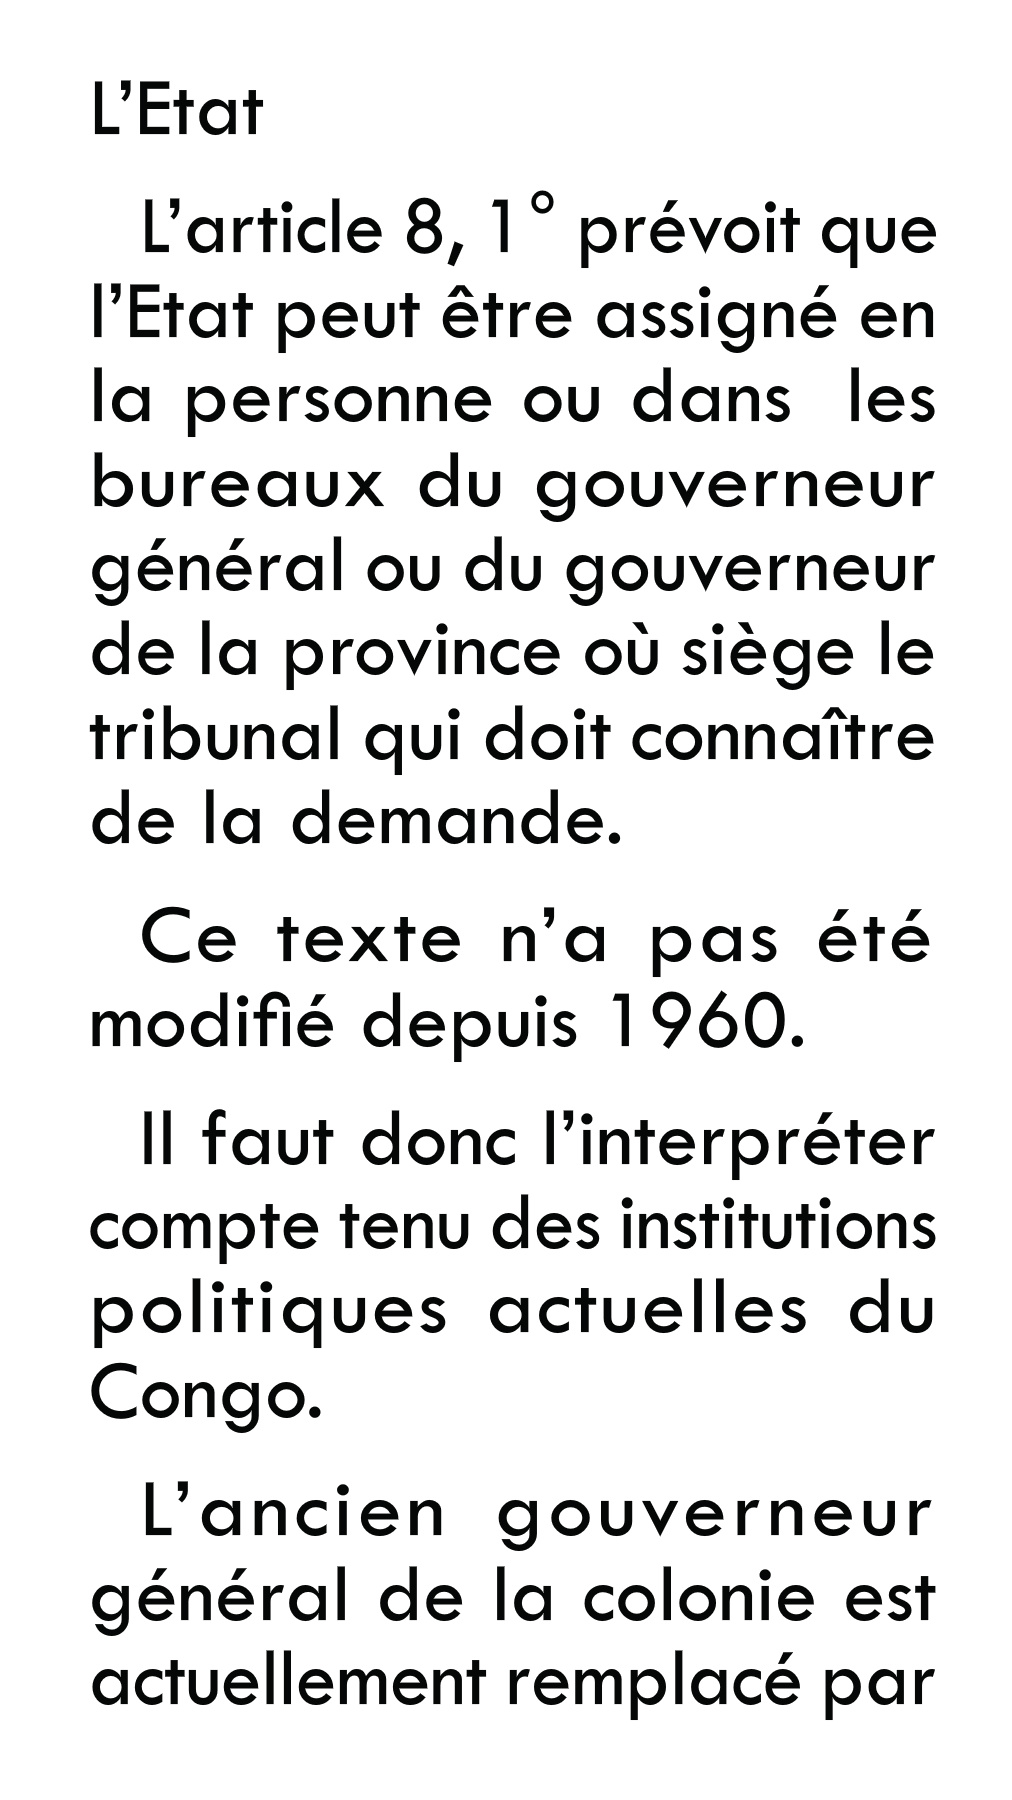 L’Etat
L’article 8, 1° prévoit que
l’Etat peut être assigné en
la personne ou dans les
bureaux du gouverneur
général ou du gouverneur
de la province où siège le
tribunal qui doit connaître
de la demande.
Ce texte n’a pas été
modifié depuis 1960.
Il faut donc l’interpréter
compte tenu des institutions
politiques actuelles du
Congo.
L’ancien gouverneur
général de la colonie est
actuellement remplacé par